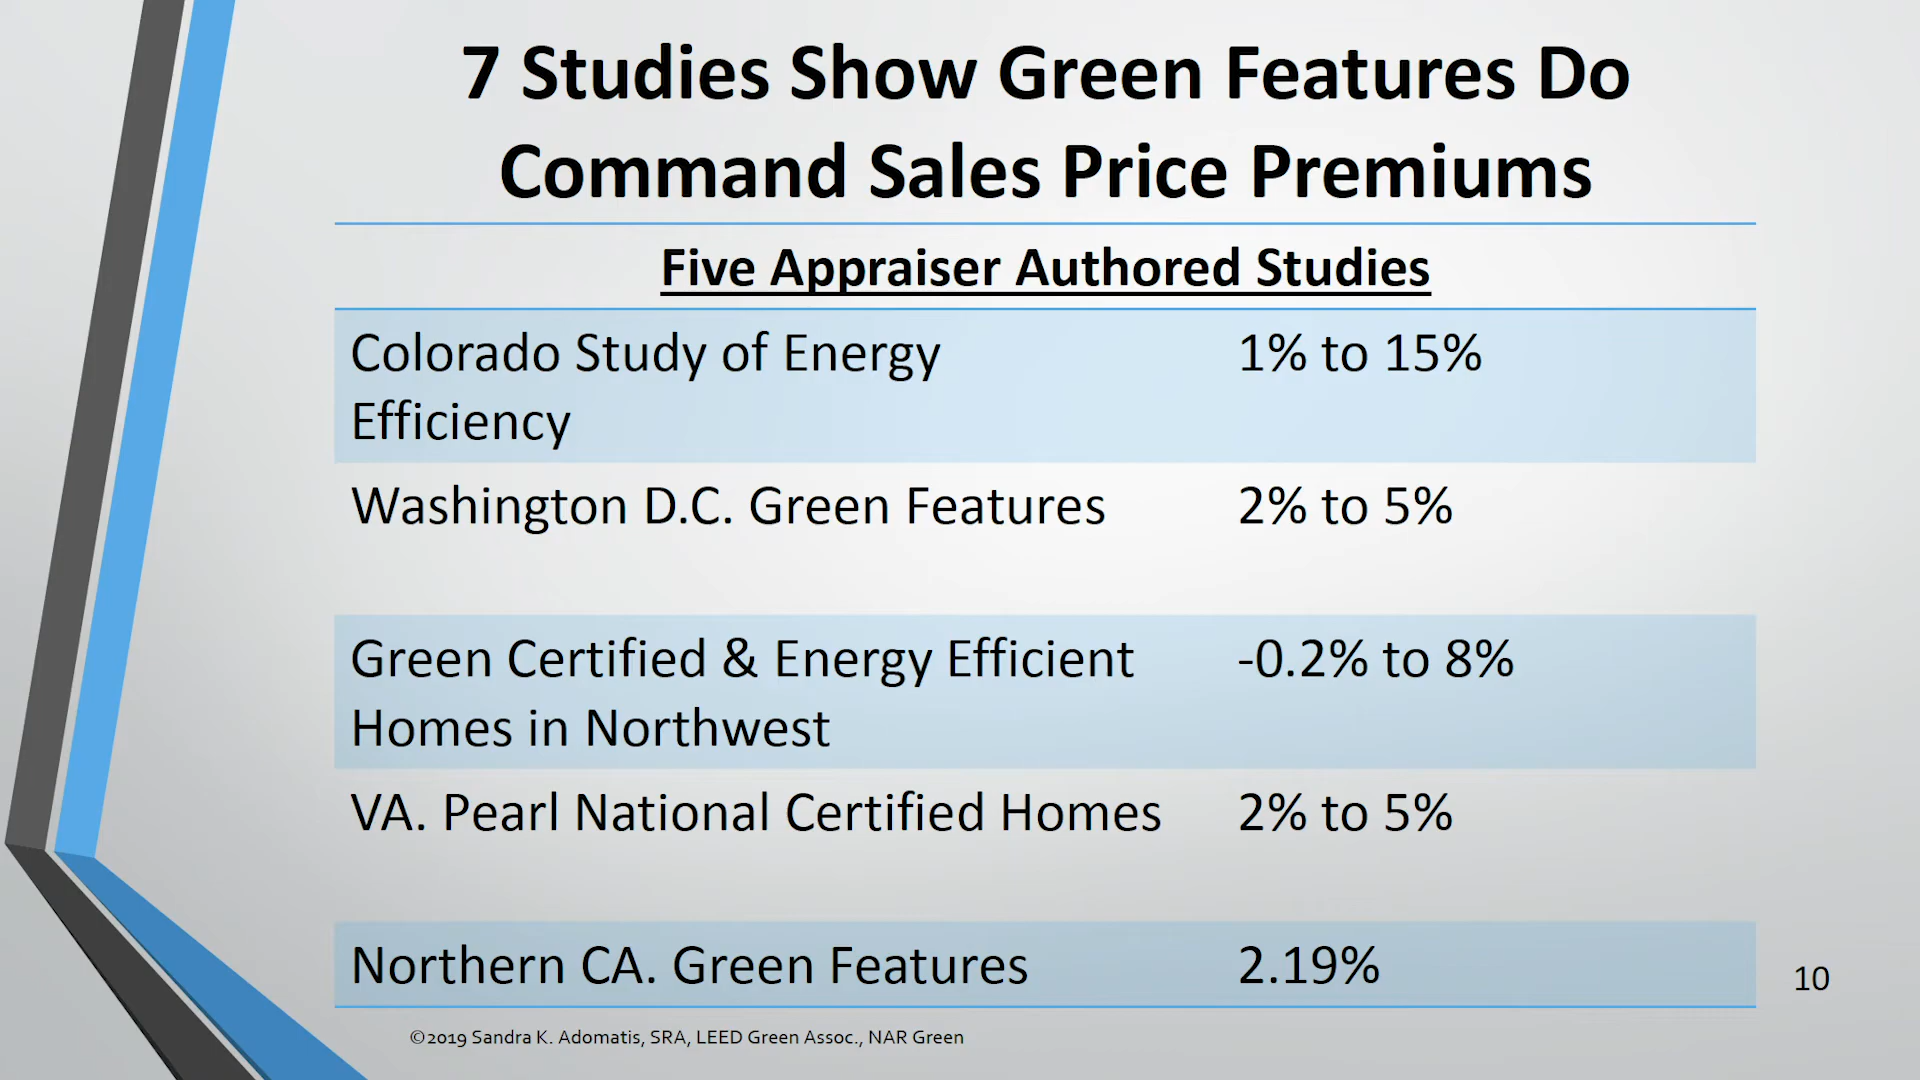 7 Studies Show Green Features Do
Command Sales Price Premiums
Five Appraiser Authored Studies
Colorado Study of Energy 1% to 15%
Efficiency
Washington D.C. Green Features 2% to 5%
Green Certified & Energy Efficient -0.2% to 8%
Homes in Northwest
VA. Pearl National Certified Homes 2% to 5%
Northern CA. Green Features 2.19%
10
©2019 Sandra K. Adomatis, SRA, LEED Green Assoc., NAR Green